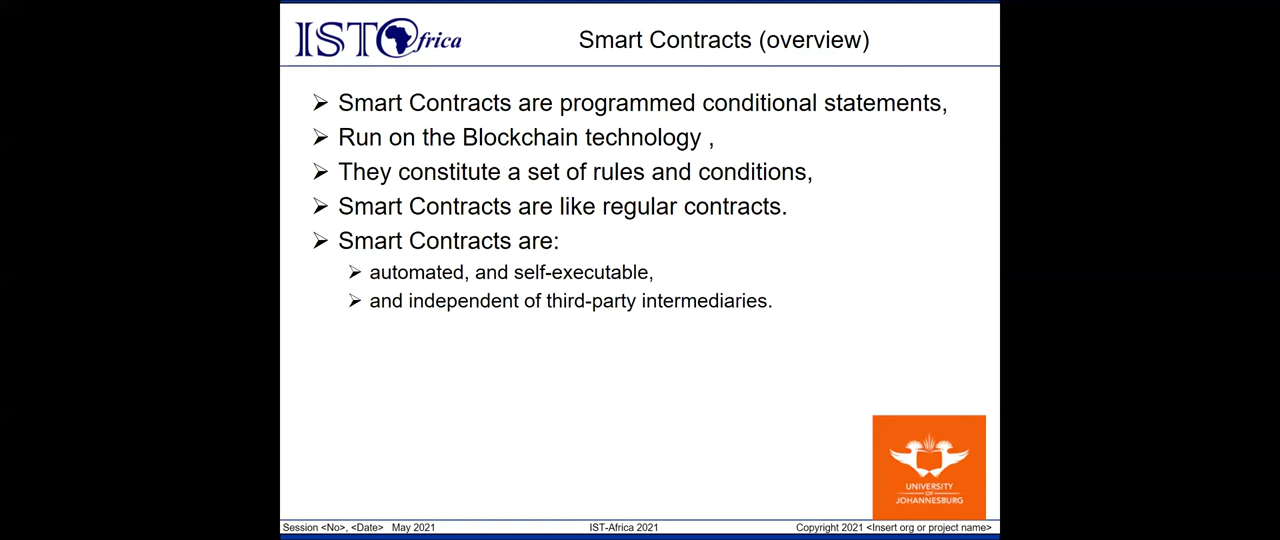 IST Africa
Smart Contracts (overview)
➢ Smart Contracts are programmed conditional statements,
➢ Run on the Blockchain technology ,
➢ They constitute a set of rules and conditions,
➢ Smart Contracts are like regular contracts.
➢ Smart Contracts are:
➢ automated, and self-executable,
➢ and independent of third-party intermediaries.
UNIVERSITY
OF
JOHANNESBURG
Session <No>, <Date> May 2021
IST-Africa 2021
Copyright 2021 <Insert org or project name>